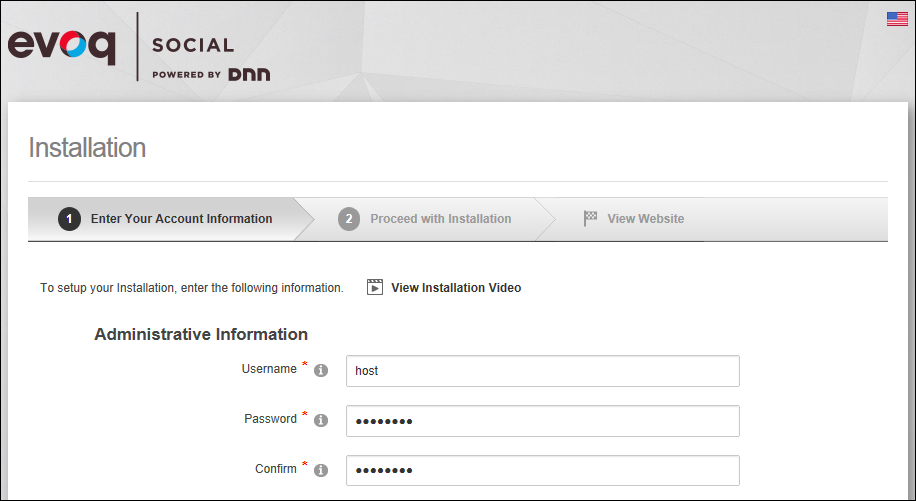 evoq
SOCIAL
POWERED BY DNN
Installation
1 Enter Your Account Information
2 Proceed with Installation
View Website
To setup your Installation, enter the following information.
View Installation Video
Administrative Information
Username * i
host
Password * i
••••••••
Confirm * i
••••••••